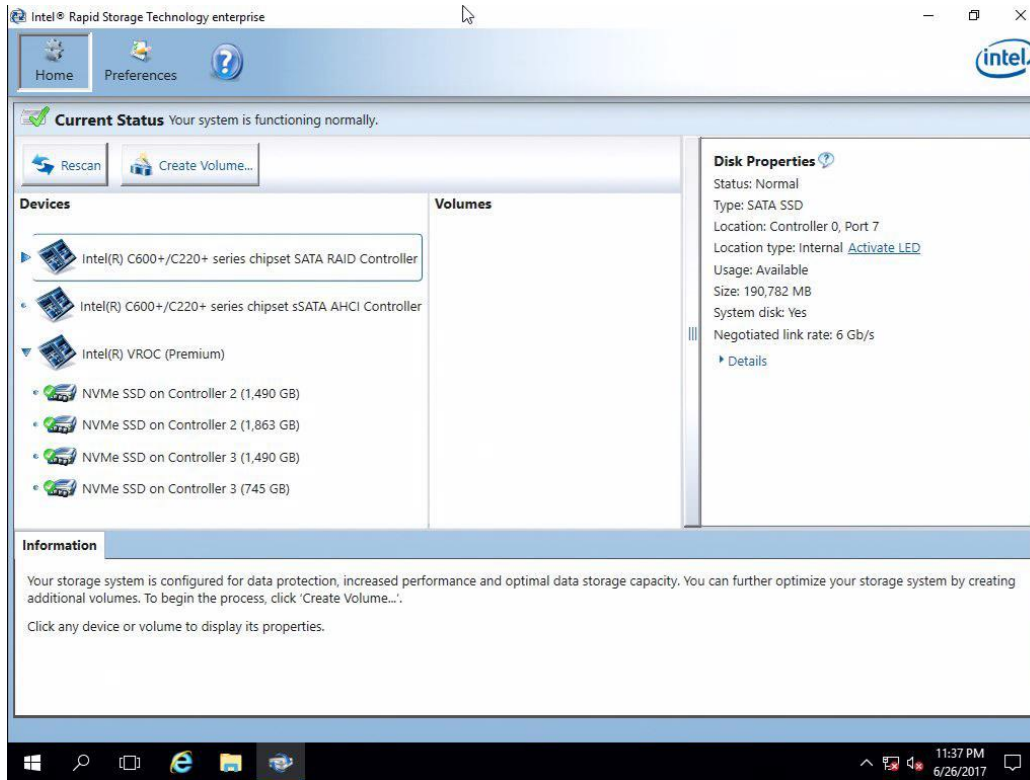 Intel® Rapid Storage Technology enterprise
Home
Preferences
?
intel
Current Status Your system is functioning normally.
Rescan
Create Volume...
Devices
Volumes
Intel(R) C600+/C220+ series chipset SATA RAID Controller
Intel(R) C600+/C220+ series chipset sSATA AHCI Controller
Intel(R) VROC (Premium)
NVMe SSD on Controller 2 (1,490 GB)
NVMe SSD on Controller 2 (1,863 GB)
NVMe SSD on Controller 3 (1,490 GB)
NVMe SSD on Controller 3 (745 GB)
Disk Properties ?
Status: Normal
Type: SATA SSD
Location: Controller 0, Port 7
Location type: Internal Activate LED
Usage: Available
Size: 190,782 MB
System disk: Yes
Negotiated link rate: 6 Gb/s
Details
Information
Your storage system is configured for data protection, increased performance and optimal data storage capacity. You can further optimize your storage system by creating
additional volumes. To begin the process, click 'Create Volume...'.
Click any device or volume to display its properties.
11:37 PM
6/26/2017